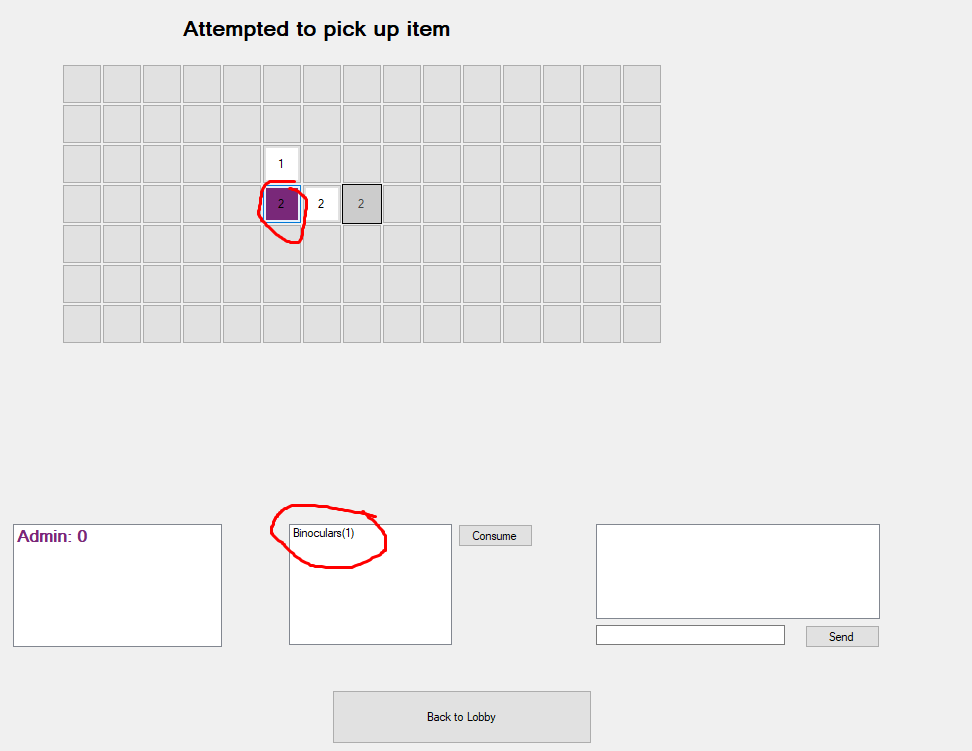 Attempted to pick up item
1
2 2 2
Admin: 0
Binoculars(1)
Consume
Send
Back to Lobby